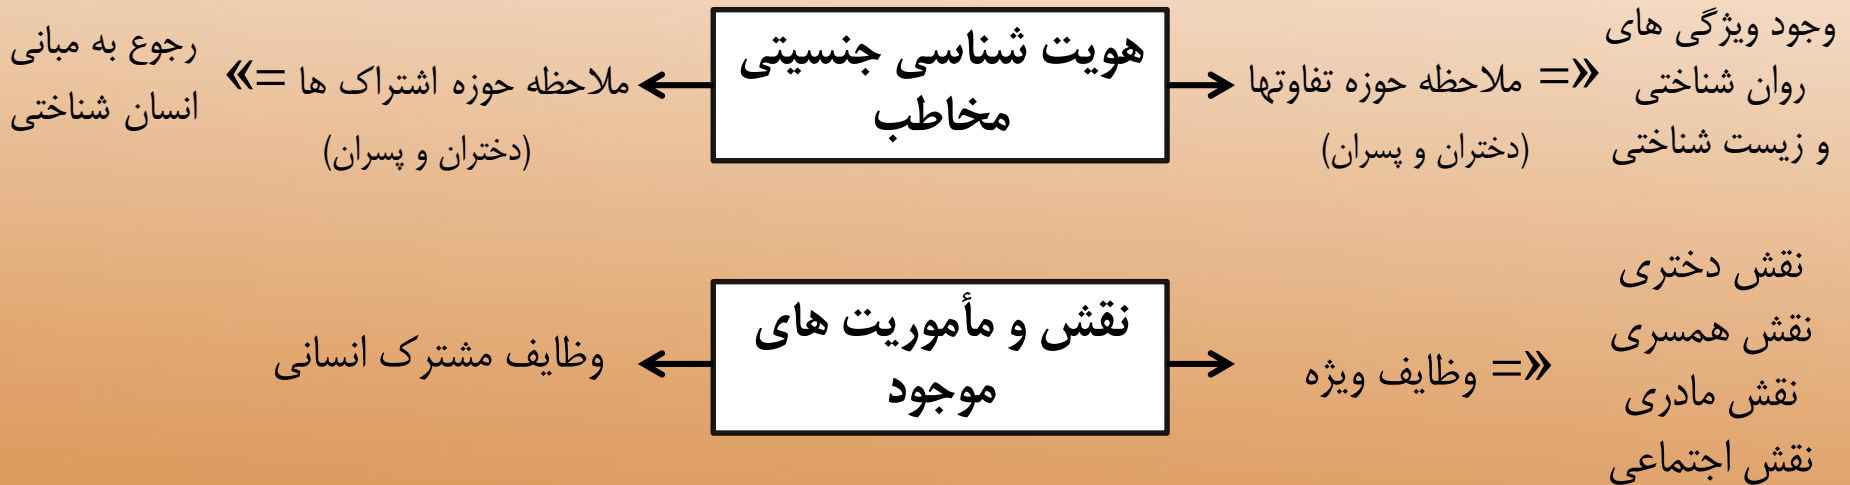 وجود ویژگی های
روان شناختی
و زیست شناختی
»= ملاحظه حوزه تفاوتها
(دختران و پسران)
هویت شناسی جنسیتی
مخاطب
ملاحظه حوزه اشتراک ها =»
(دختران و پسران)
رجوع به مبانی
انسان شناختی
نقش دختری
نقش همسری
نقش مادری
نقش اجتماعی
»= وظایف ویژه
نقش و مأموریت های
موجود
وظایف مشترک انسانی